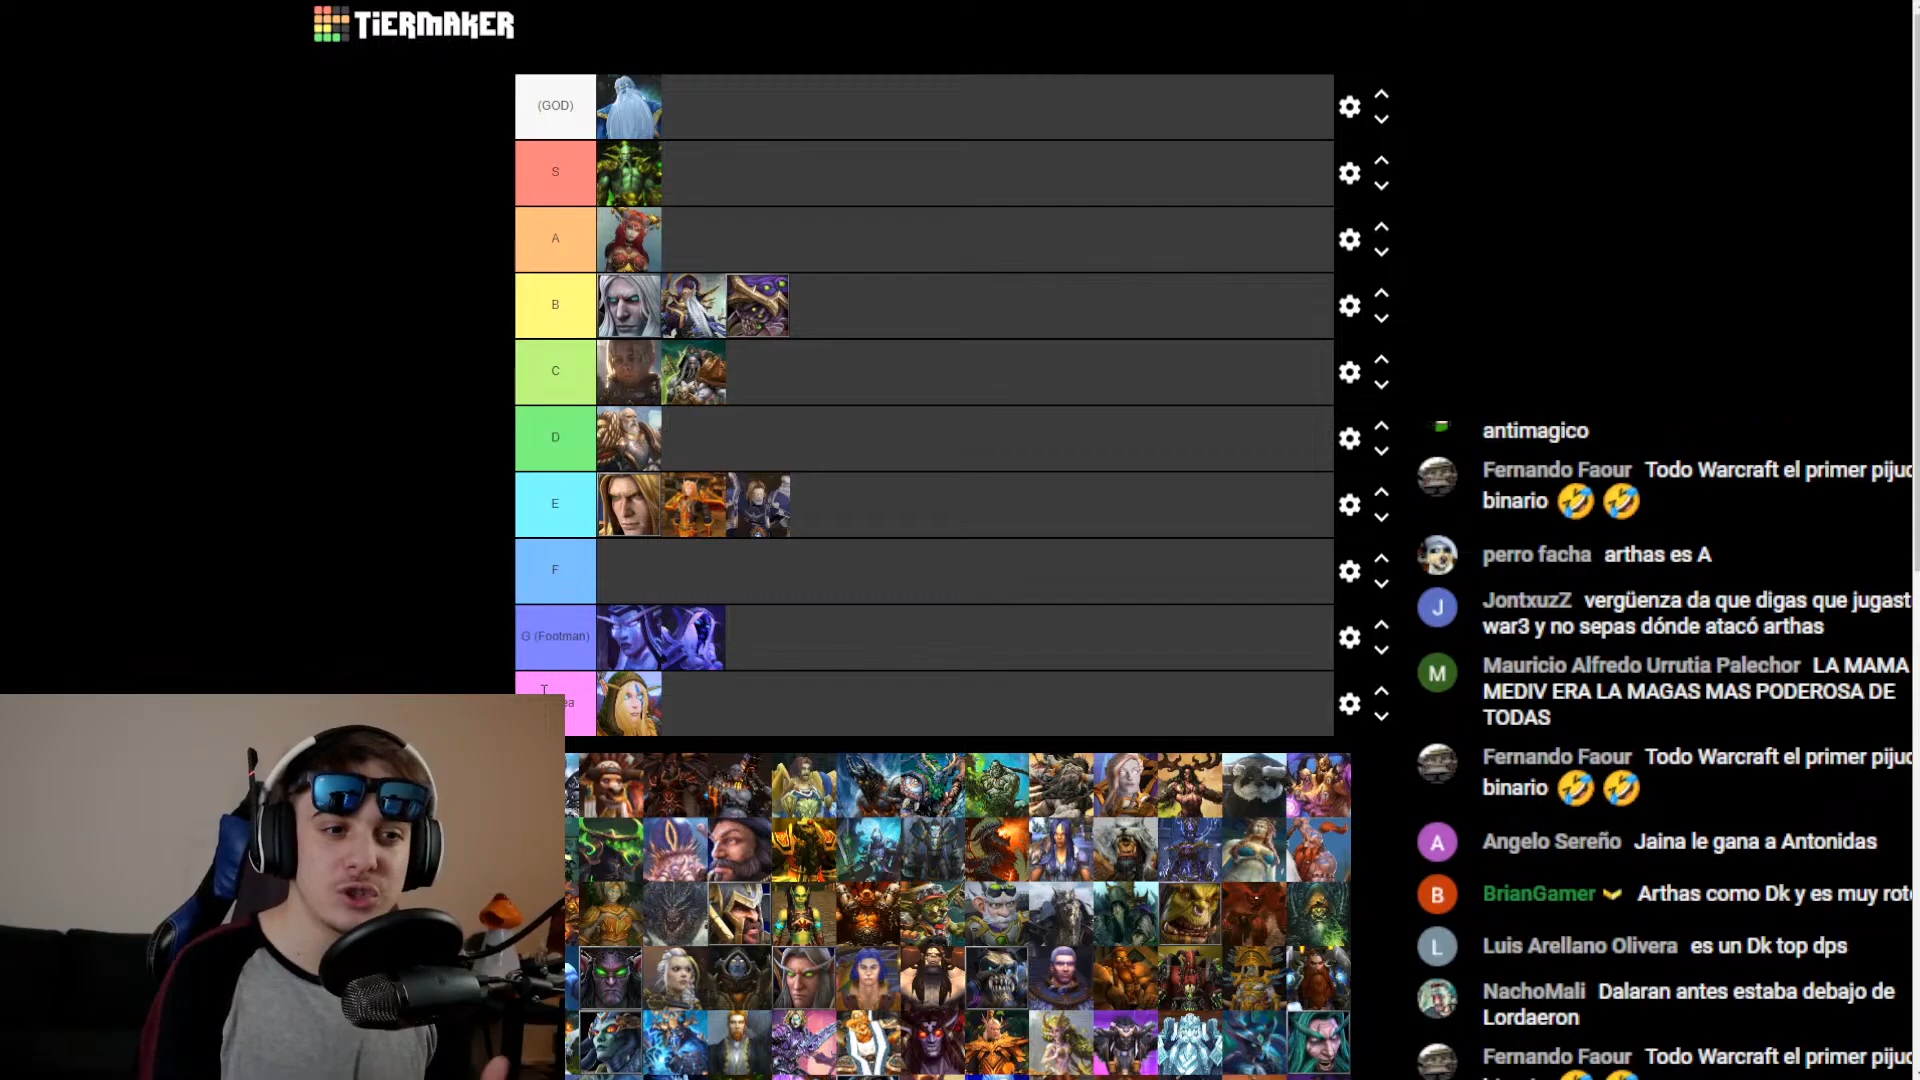 TiERMAKER
(GOD)
S
A
B
C
D
E
F
G (Footman)
ea
antimagico
Fernando Faour Todo Warcraft el primer pijuc
binario 🤣 🤣
perro facha arthas es A
J
JontxuzZ vergüenza da que digas que jugast
war3 y no sepas dónde atacó arthas
M
Mauricio Alfredo Urrutia Palechor LA MAMA
MEDIV ERA LA MAGAS MAS PODEROSA DE
TODAS
Fernando Faour Todo Warcraft el primer pijuc
binario 🤣 🤣
A
Angelo Sereño Jaina le gana a Antonidas
B
BrianGamer Arthas como Dk y es muy rot
L
Luis Arellano Olivera es un Dk top dps
NachoMali Dalaran antes estaba debajo de
Lordaeron
Fernando Faour Todo Warcraft el primer pijuc